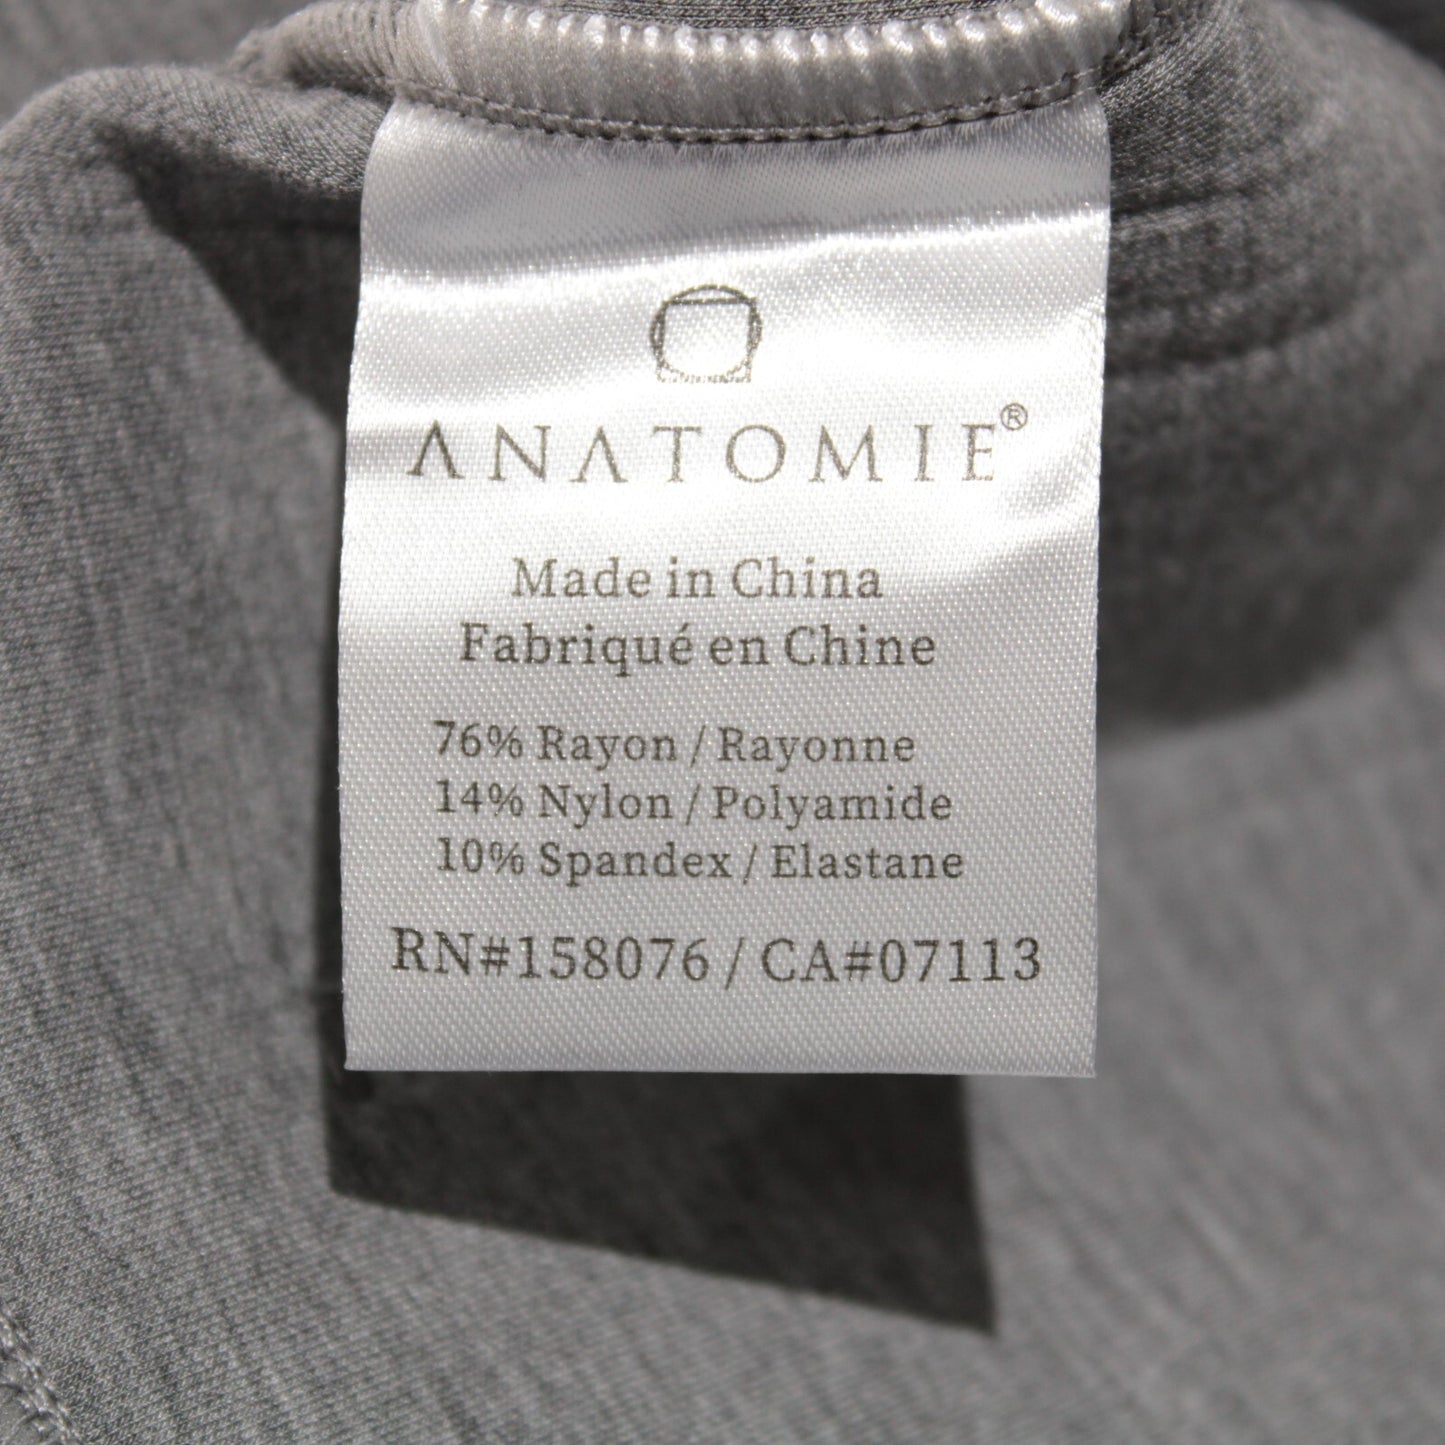 ANATOMIE®
Made in China
Fabriqué en Chine
76% Rayon / Rayonne
14% Nylon / Polyamide
10% Spandex / Elastane
RN#158076 / CA#07113